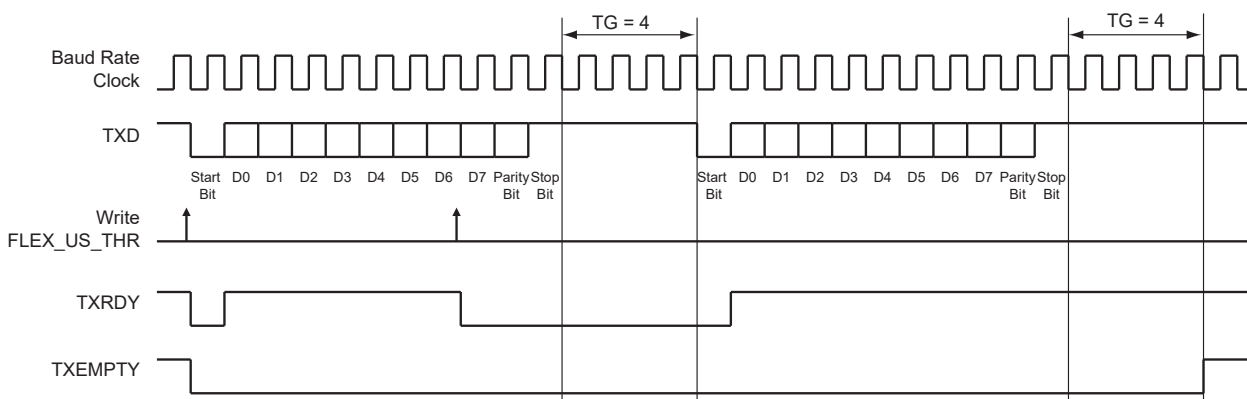 TG = 4
TG = 4
Baud Rate
Clock
TXD
Start
Bit
D0
D1
D2
D3
D4
D5
D6
D7
Parity
Bit
Stop
Bit
Start
Bit
D0
D1
D2
D3
D4
D5
D6
D7
Parity
Bit
Stop
Bit
Write
FLEX_US_THR
TXRDY
TXEMPTY